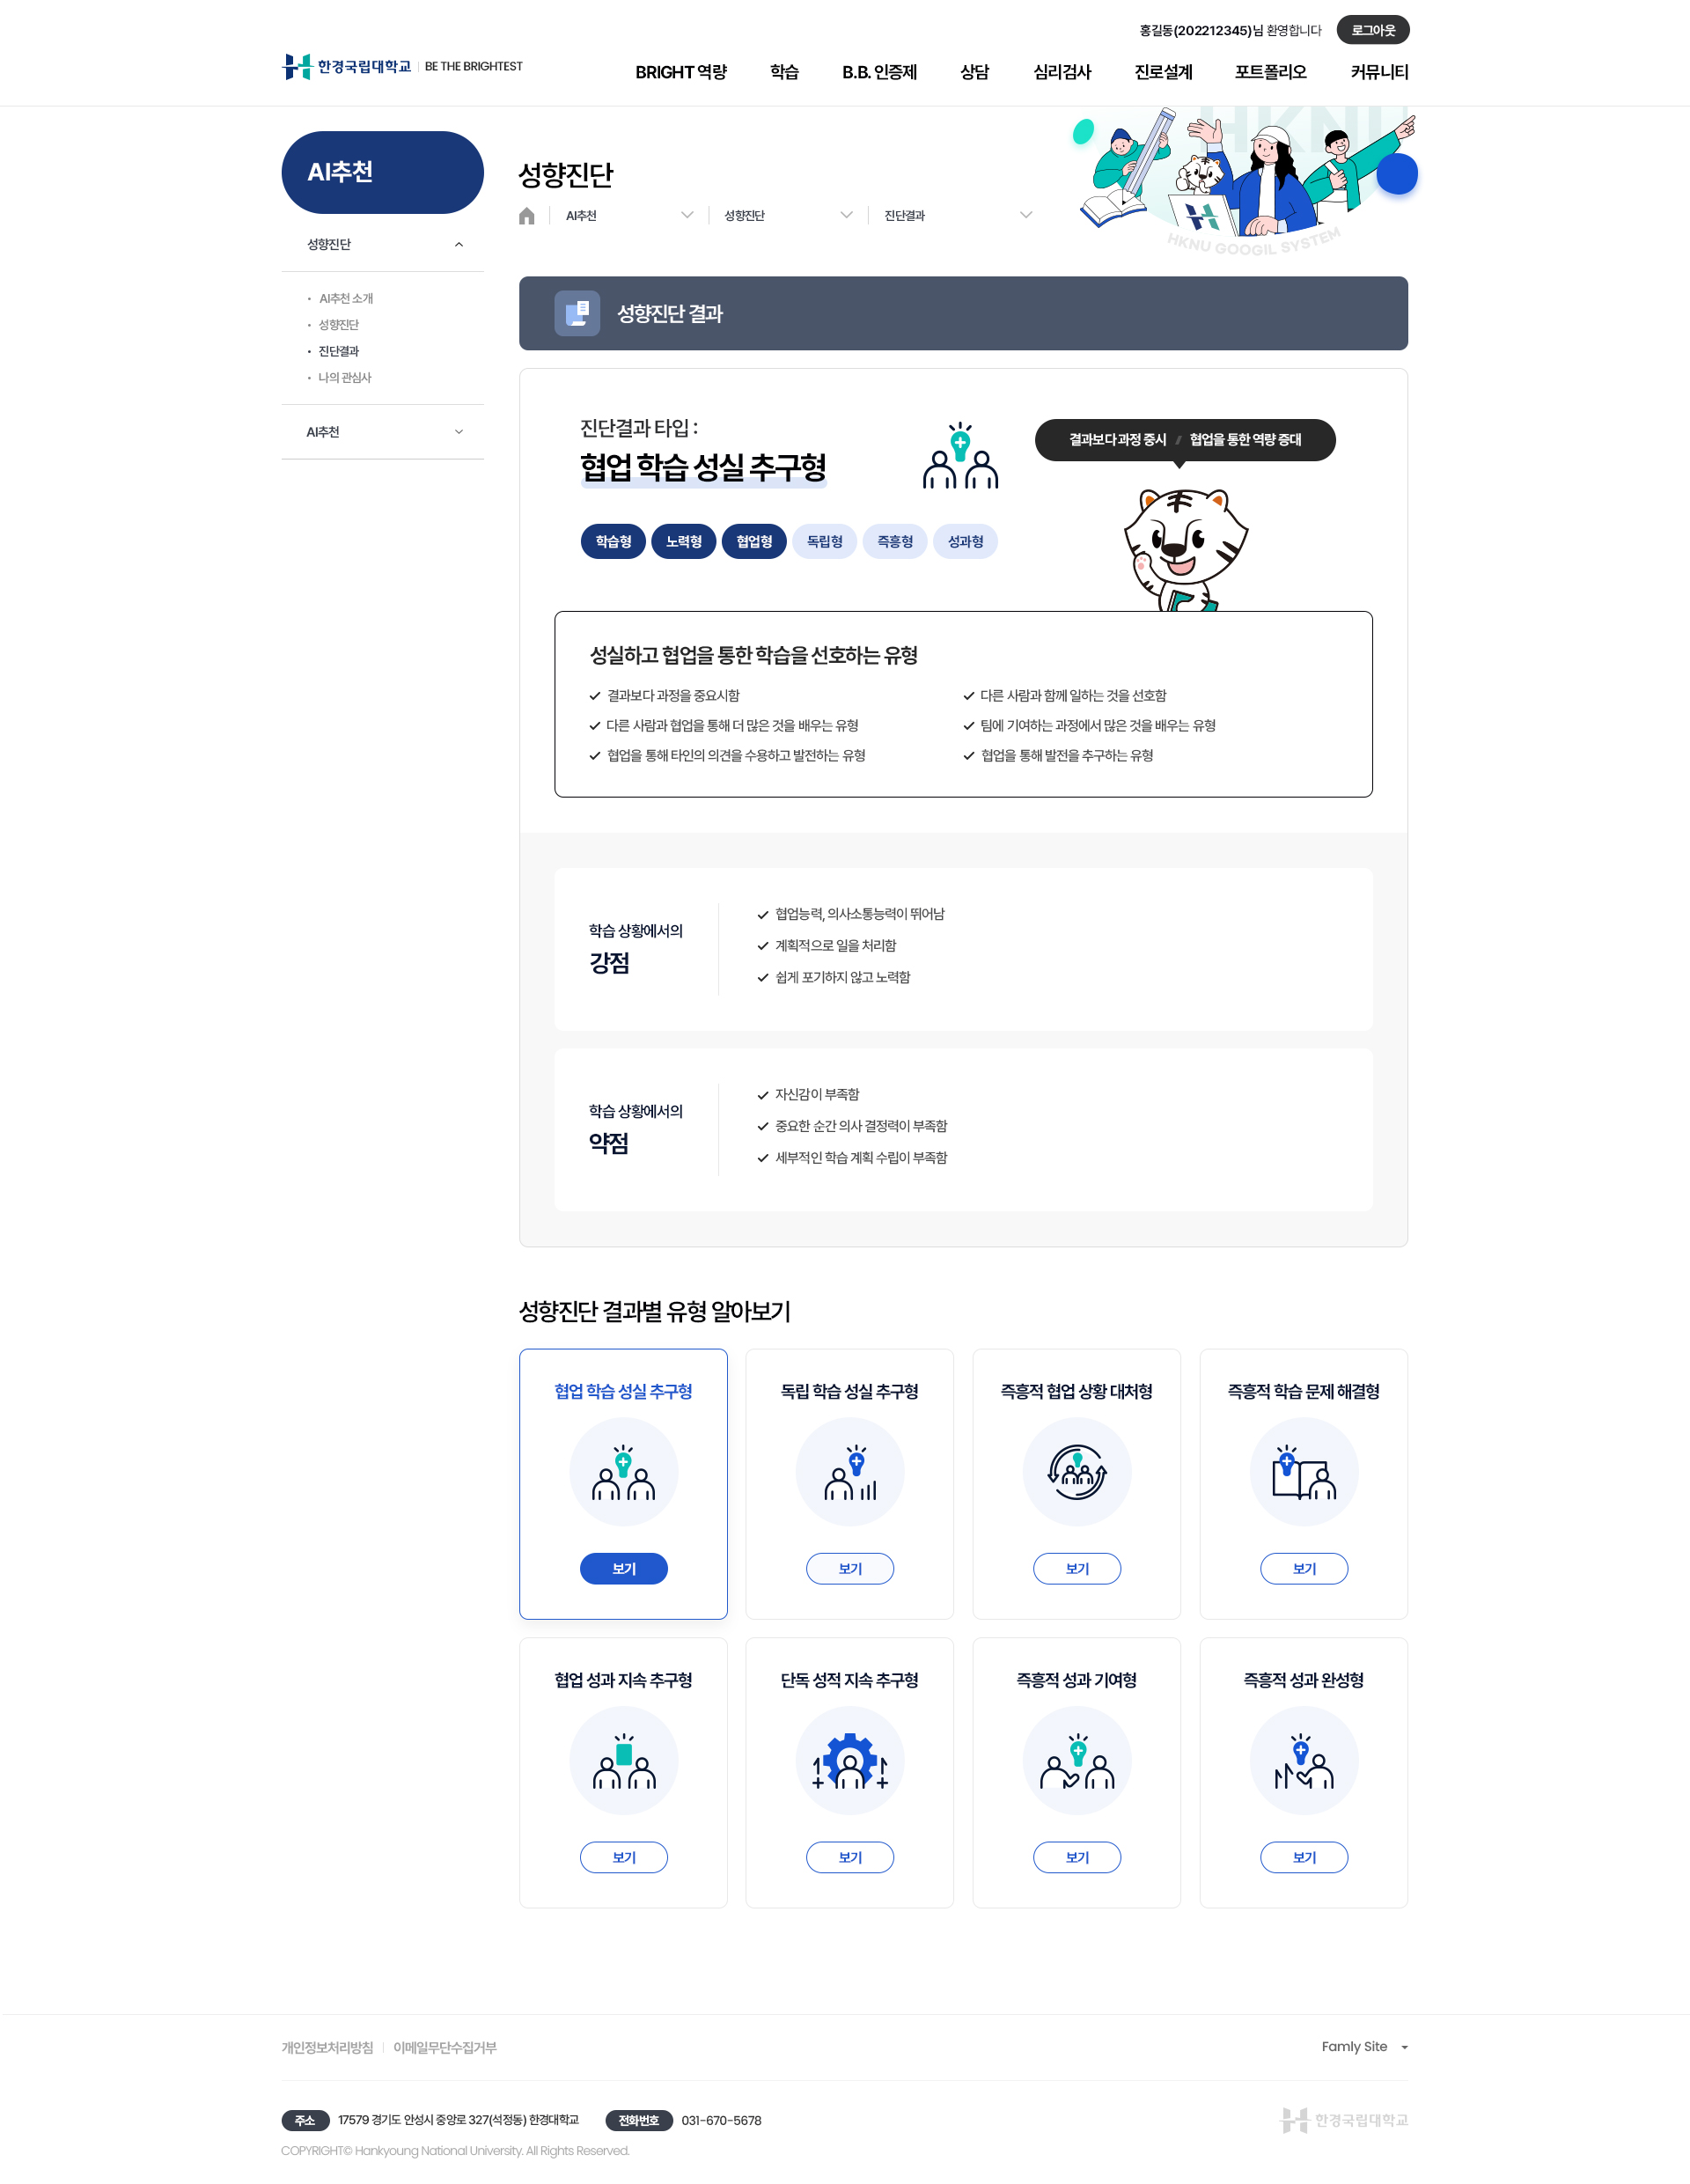 홍길동(202212345)님 환영합니다
로그아웃
한경국립대학교
BE THE BRIGHTEST
BRIGHT 역량
학습
B.B. 인증제
상담
심리검사
진로설계
포트폴리오
커뮤니티
HKNU
AI추천
성향진단
AI추천 소개
성향진단
진단결과
나의 관심사
AI추천
성향진단
AI추천
성향진단
진단결과
HKNU GOOGIL SYSTEM
성향진단 결과
진단결과 타입 :
협업 학습 성실 추구형
결과보다 과정 중시 / 협업을 통한 역량 증대
학습형
노력형
협업형
독립형
즉흥형
성과형
성실하고 협업을 통한 학습을 선호하는 유형
결과보다 과정을 중요시함
다른 사람과 함께 일하는 것을 선호함
다른 사람과 협업을 통해 더 많은 것을 배우는 유형
팀에 기여하는 과정에서 많은 것을 배우는 유형
협업을 통해 타인의 의견을 수용하고 발전하는 유형
협업을 통해 발전을 추구하는 유형
학습 상황에서의
강점
협업능력, 의사소통능력이 뛰어남
계획적으로 일을 처리함
쉽게 포기하지 않고 노력함
학습 상황에서의
약점
자신감이 부족함
중요한 순간 의사 결정력이 부족함
세부적인 학습 계획 수립이 부족함
성향진단 결과별 유형 알아보기
협업 학습 성실 추구형
보기
독립 학습 성실 추구형
보기
즉흥적 협업 상황 대처형
보기
즉흥적 학습 문제 해결형
보기
협업 성과 지속 추구형
보기
단독 성적 지속 추구형
보기
즉흥적 성과 기여형
보기
즉흥적 성과 완성형
보기
개인정보처리방침
이메일무단수집거부
Famly Site
주소
17579 경기도 안성시 중앙로 327(석정동) 한경대학교
전화번호
031-670-5678
한경국립대학교
COPYRIGHT© Hankyoung National University. All Rights Reserved.